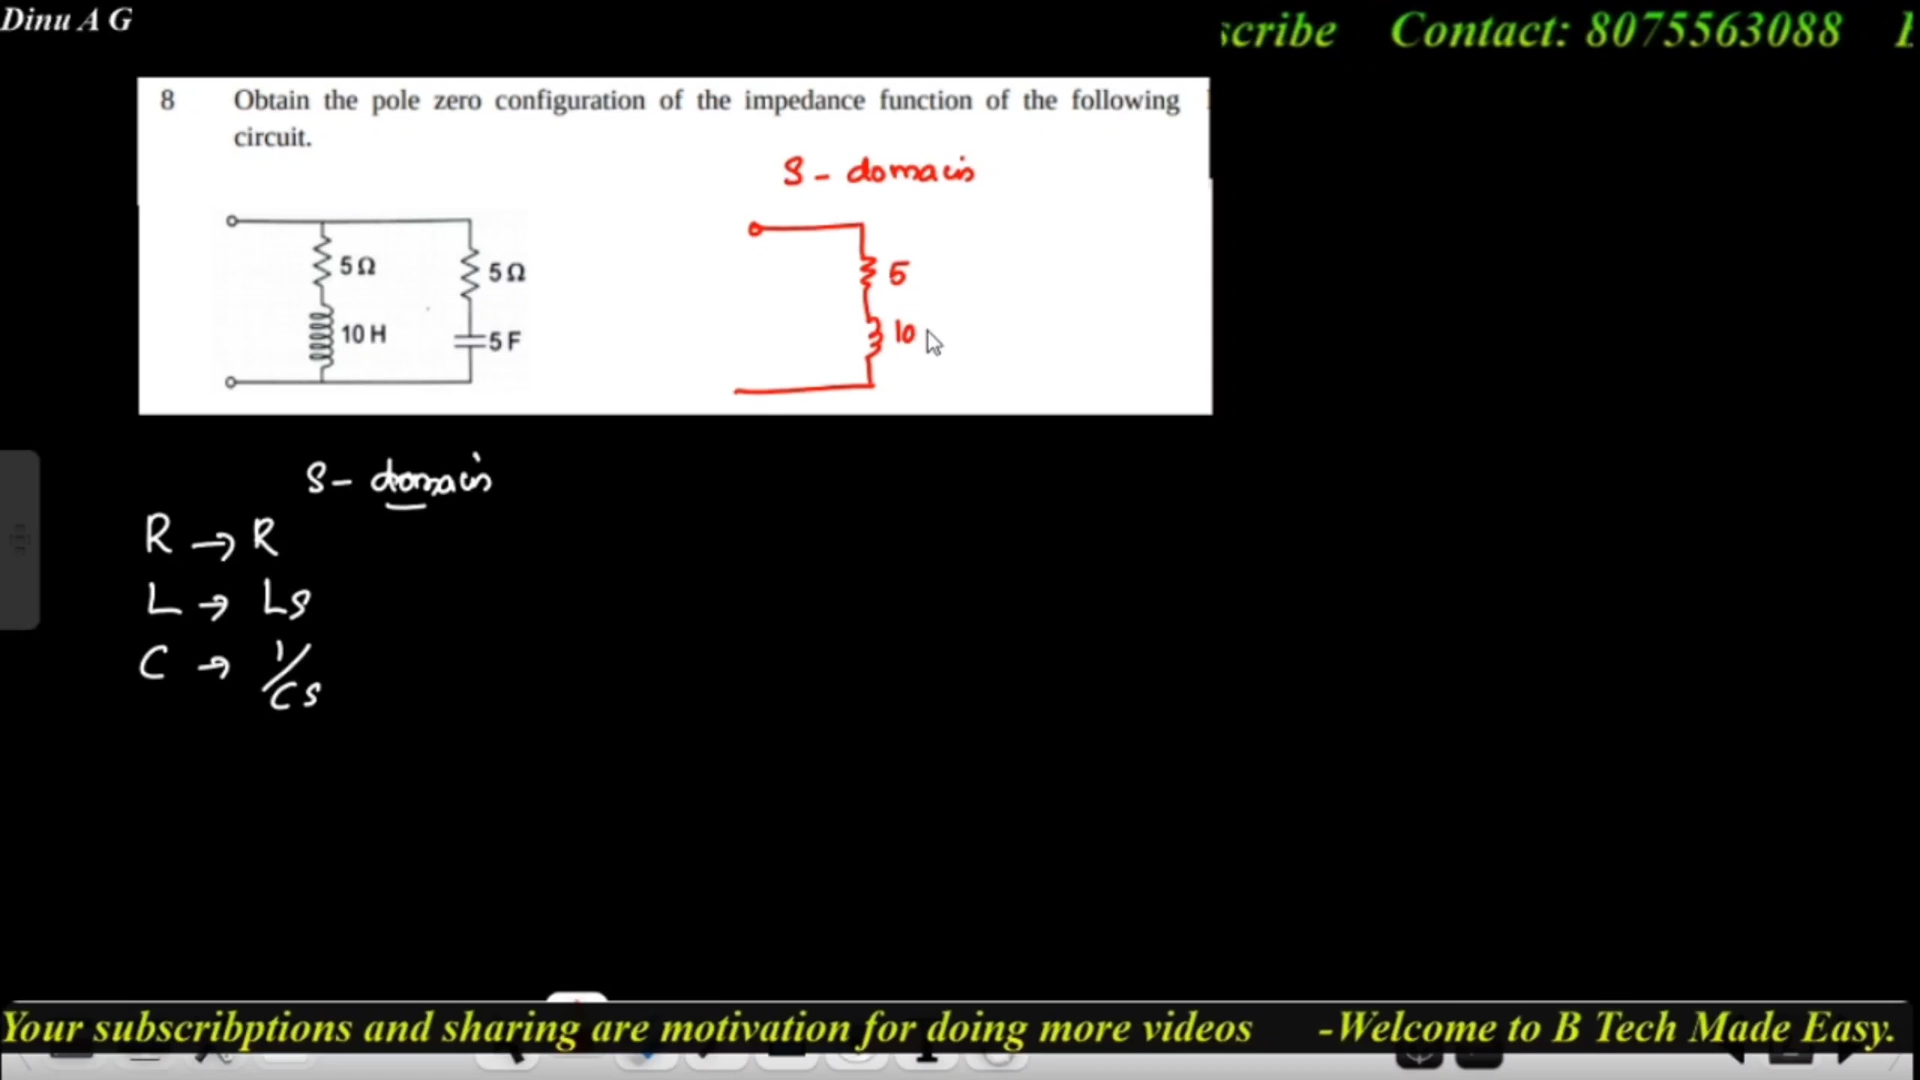 Dinu A G
scribe Contact: 8075563088
8 Obtain the pole zero configuration of the impedance function of the following
circuit.
S - domain
5Ω
5Ω
10 H
5 F
5
10
S - domain
R → R
L → Ls
C → 1/Cs
Your subscribptions and sharing are motivation for doing more videos -Welcome to B Tech Made Easy.